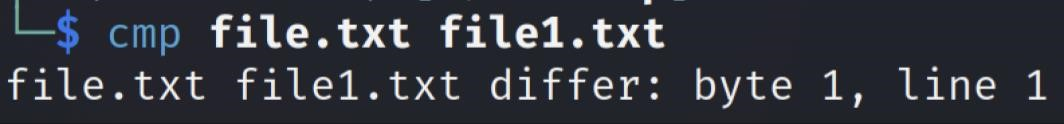 └─$ cmp file.txt file1.txt
file.txt file1.txt differ: byte 1, line 1